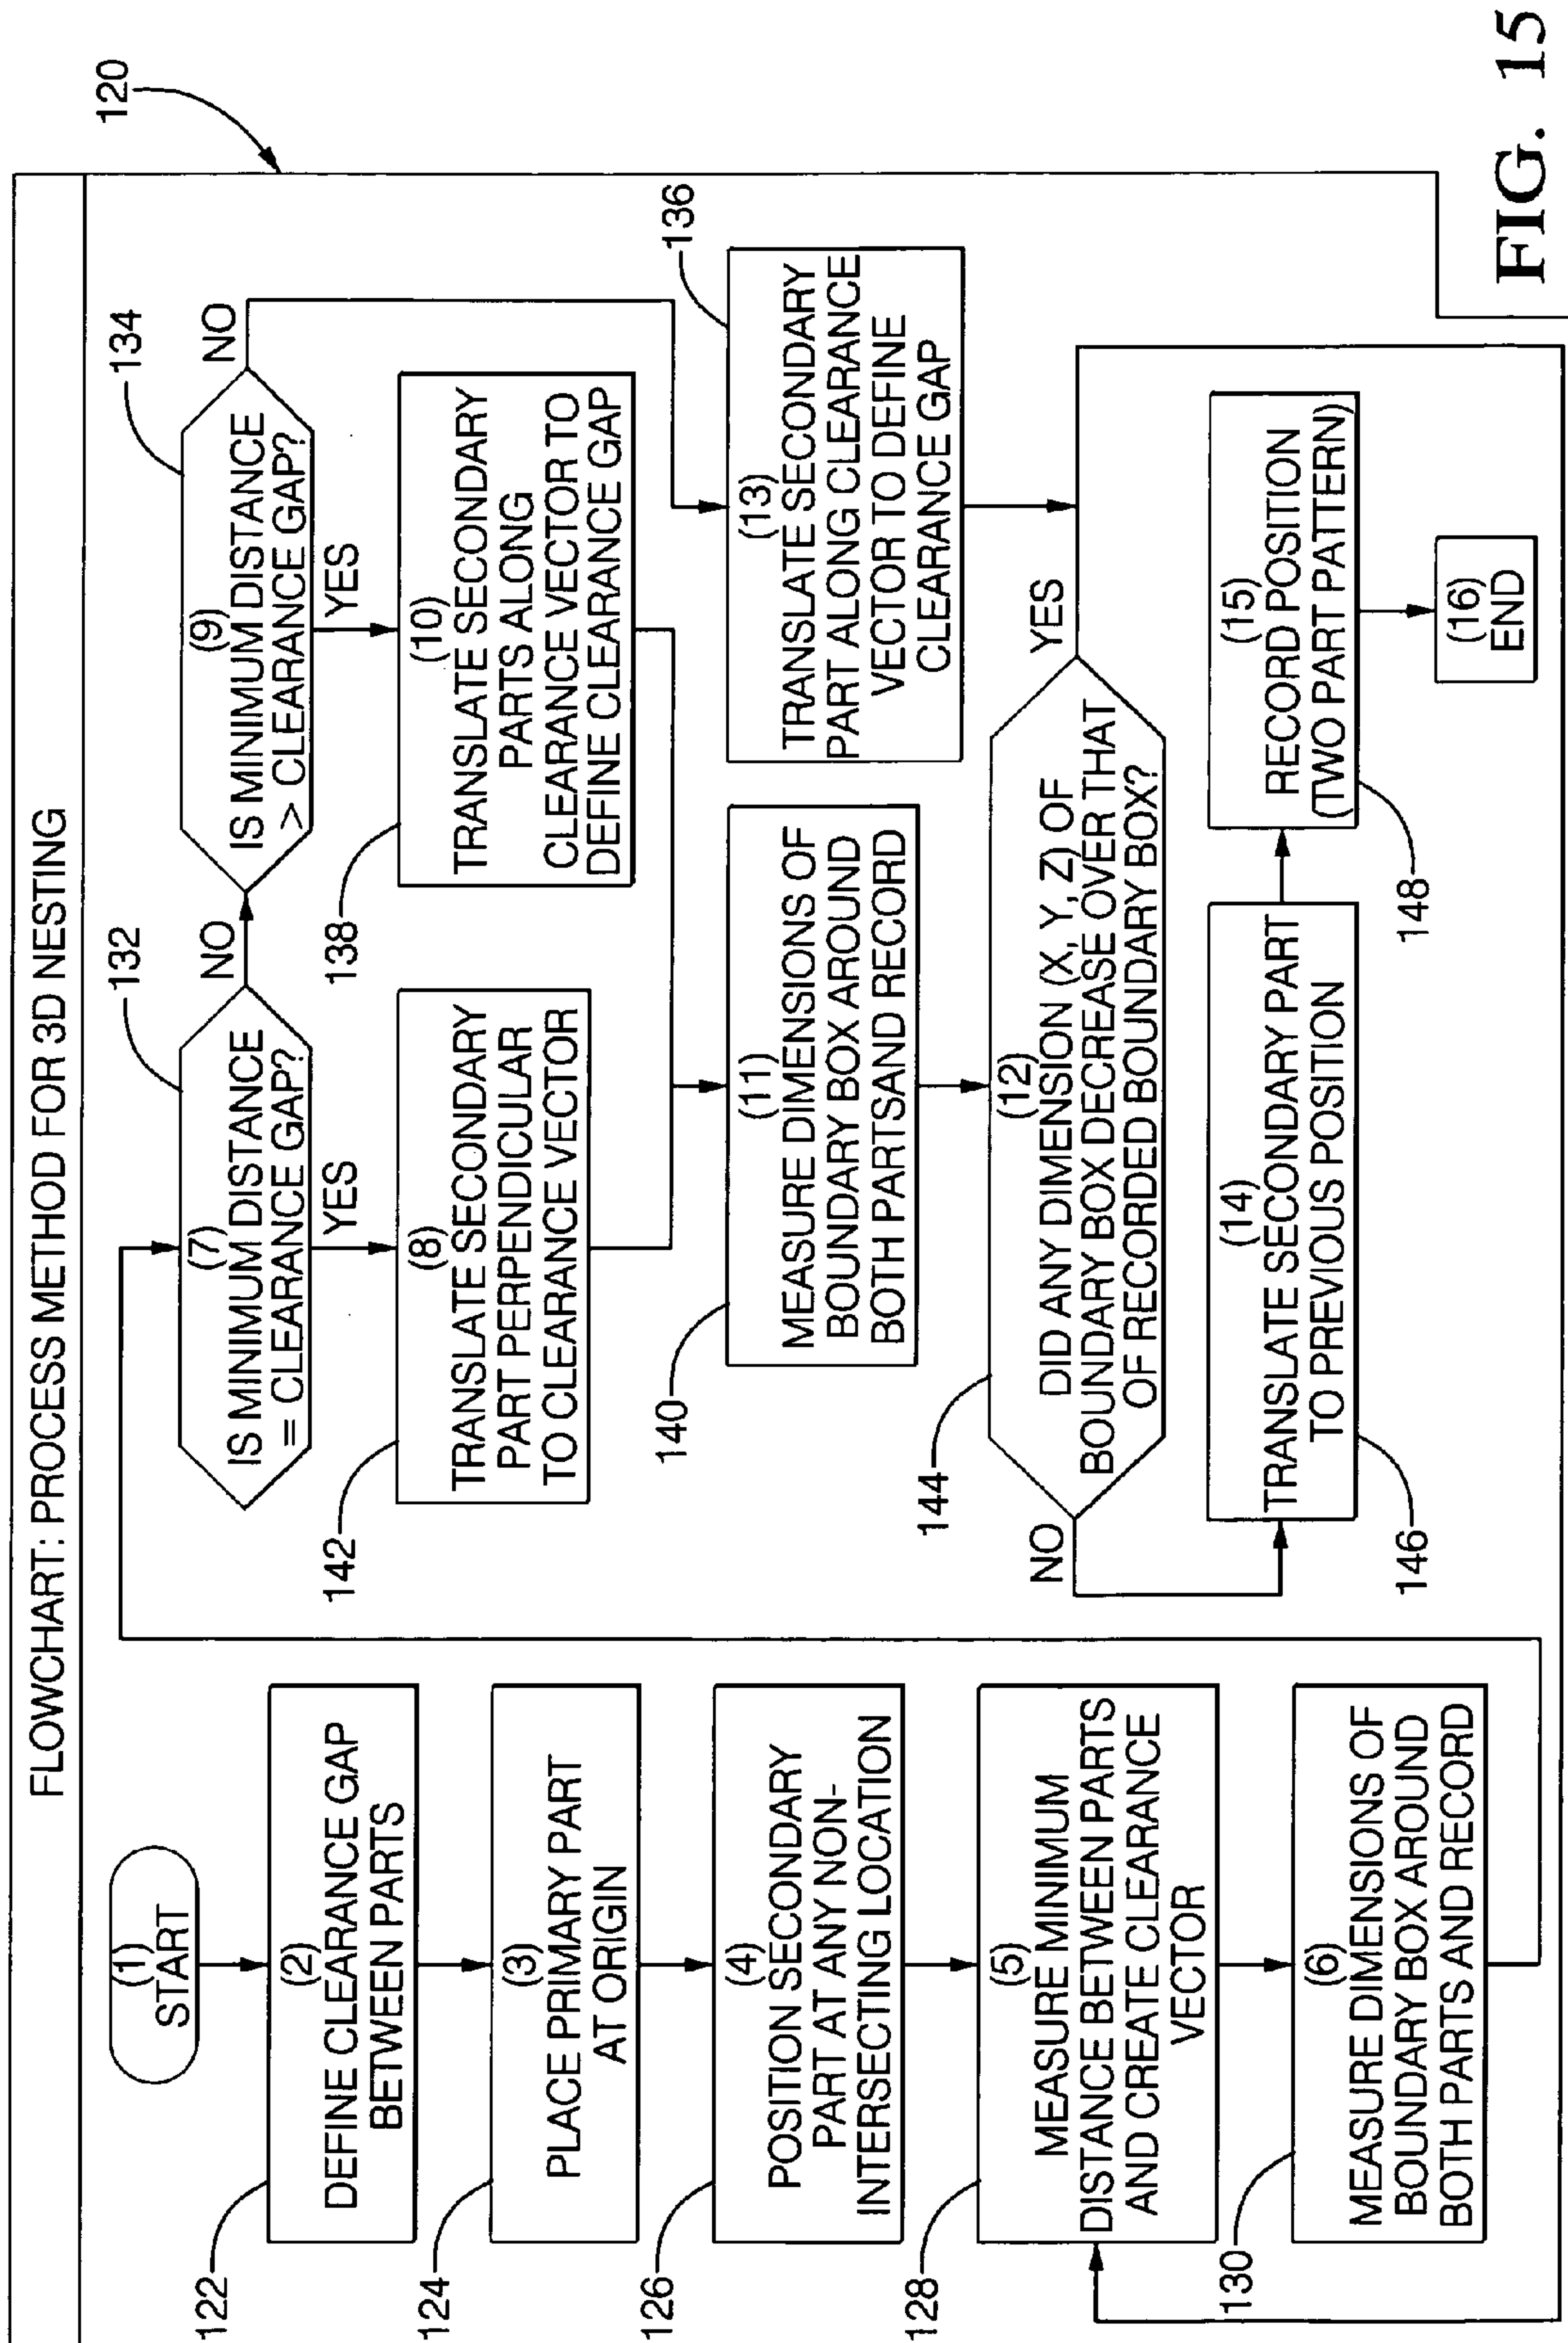 FLOWCHART: PROCESS METHOD FOR 3D NESTING
120
(1)
START
122
(2)
DEFINE CLEARANCE GAP
BETWEEN PARTS
124
(3)
PLACE PRIMARY PART
AT ORIGIN
126
(4)
POSITION SECONDARY
PART AT ANY NON-
INTERSECTING LOCATION
128
(5)
MEASURE MINIMUM
DISTANCE BETWEEN PARTS
AND CREATE CLEARANCE
VECTOR
130
(6)
MEASURE DIMENSIONS OF
BOUNDARY BOX AROUND
BOTH PARTS AND RECORD
132
(7)
IS MINIMUM DISTANCE
= CLEARANCE GAP?
NO
YES
134
(9)
IS MINIMUM DISTANCE
> CLEARANCE GAP?
NO
YES
142
(8)
TRANSLATE SECONDARY
PART PERPENDICULAR
TO CLEARANCE VECTOR
138
(10)
TRANSLATE SECONDARY
PARTS ALONG
CLEARANCE VECTOR TO
DEFINE CLEARANCE GAP
140
(11)
MEASURE DIMENSIONS OF
BOUNDARY BOX AROUND
BOTH PARTSAND RECORD
136
(13)
TRANSLATE SECONDARY
PART ALONG CLEARANCE
VECTOR TO DEFINE
CLEARANCE GAP
144
(12)
DID ANY DIMENSION (X, Y, Z) OF
BOUNDARY BOX DECREASE OVER THAT
OF RECORDED BOUNDARY BOX?
NO
YES
146
(14)
TRANSLATE SECONDARY PART
TO PREVIOUS POSITION
148
(15)
RECORD POSITION
(TWO PART PATTERN)
(16)
END
FIG. 15